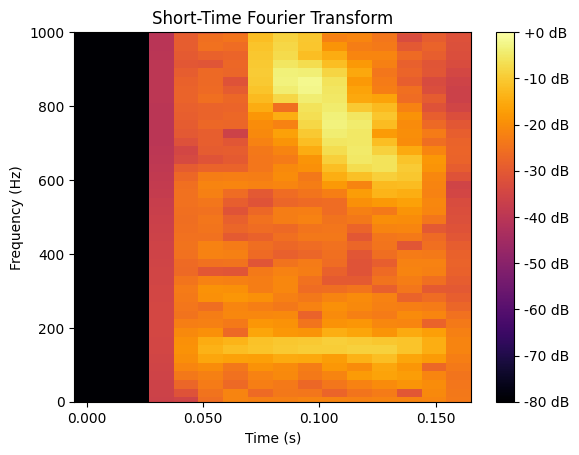 Short-Time Fourier Transform
1000
800
600
400
200
0
Frequency (Hz)
0.000
0.050
0.100
0.150
Time (s)
+0 dB
-10 dB
-20 dB
-30 dB
-40 dB
-50 dB
-60 dB
-70 dB
-80 dB